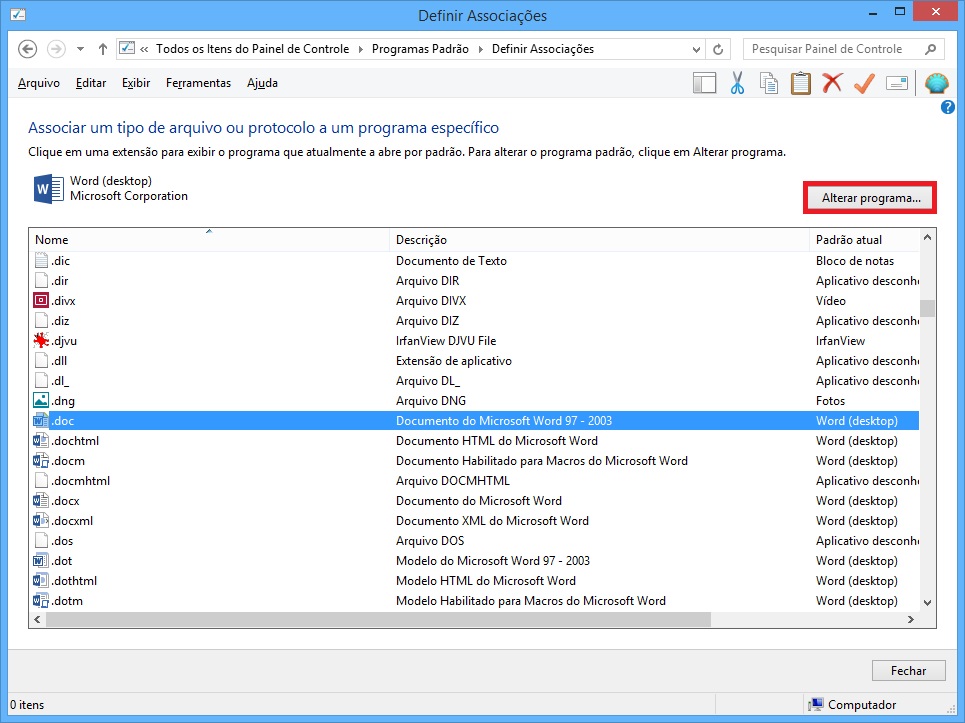 Definir Associações
« Todos os Itens do Painel de Controle Programas Padrão Definir Associações Pesquisar Painel de Controle
Arquivo Editar Exibir Ferramentas Ajuda
Associar um tipo de arquivo ou protocolo a um programa específico
Clique em uma extensão para exibir o programa que atualmente a abre por padrão. Para alterar o programa padrão, clique em Alterar programa.
Word (desktop)
Microsoft Corporation
Alterar programa...
Nome Descrição Padrão atual
.dic Documento de Texto Bloco de notas
.dir Arquivo DIR Aplicativo desconh
.divx Arquivo DIVX Vídeo
.diz Arquivo DIZ Aplicativo desconh
.djvu IrfanView DJVU File IrfanView
.dll Extensão de aplicativo Aplicativo desconh
.dl_ Arquivo DL_ Aplicativo desconh
.dng Arquivo DNG Fotos
.doc Documento do Microsoft Word 97 - 2003 Word (desktop)
.dochtml Documento HTML do Microsoft Word Word (desktop)
.docm Documento Habilitado para Macros do Microsoft Word Word (desktop)
.docmhtml Arquivo DOCMHTML Aplicativo desconh
.docx Documento do Microsoft Word Word (desktop)
.docxml Documento XML do Microsoft Word Word (desktop)
.dos Arquivo DOS Aplicativo desconh
.dot Modelo do Microsoft Word 97 - 2003 Word (desktop)
.dothtml Modelo HTML do Microsoft Word Word (desktop)
.dotm Modelo Habilitado para Macros do Microsoft Word Word (desktop)
Fechar
0 itens Computador